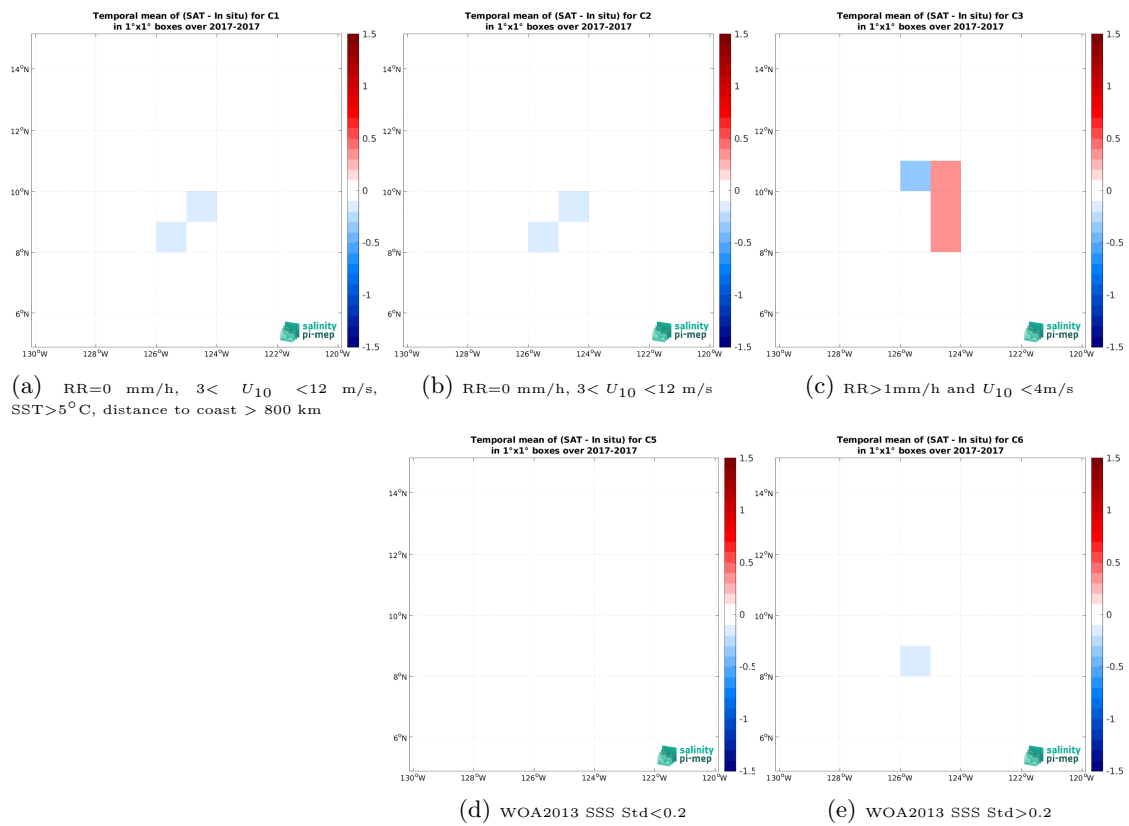 Temporal mean of (SAT - In situ) for C1
in 1°x1° boxes over 2017-2017
1.5
1
0.5
0
-0.5
-1
-1.5
14°N
12°N
10°N
8°N
6°N
130°W 128°W 126°W 124°W 122°W 120°W
salinity
pi-mep
(a) RR=0 mm/h, 3< U10 <12 m/s,
SST>5°C, distance to coast > 800 km
Temporal mean of (SAT - In situ) for C2
in 1°x1° boxes over 2017-2017
1.5
1
0.5
0
-0.5
-1
-1.5
14°N
12°N
10°N
8°N
6°N
130°W 128°W 126°W 124°W 122°W 120°W
salinity
pi-mep
(b) RR=0 mm/h, 3< U10 <12 m/s
Temporal mean of (SAT - In situ) for C3
in 1°x1° boxes over 2017-2017
1.5
1
0.5
0
-0.5
-1
-1.5
14°N
12°N
10°N
8°N
6°N
130°W 128°W 126°W 124°W 122°W 120°W
salinity
pi-mep
(c) RR>1mm/h and U10 <4m/s
Temporal mean of (SAT - In situ) for C5
in 1°x1° boxes over 2017-2017
1.5
1
0.5
0
-0.5
-1
-1.5
14°N
12°N
10°N
8°N
6°N
130°W 128°W 126°W 124°W 122°W 120°W
salinity
pi-mep
(d) WOA2013 SSS Std<0.2
Temporal mean of (SAT - In situ) for C6
in 1°x1° boxes over 2017-2017
1.5
1
0.5
0
-0.5
-1
-1.5
14°N
12°N
10°N
8°N
6°N
130°W 128°W 126°W 124°W 122°W 120°W
salinity
pi-mep
(e) WOA2013 SSS Std>0.2